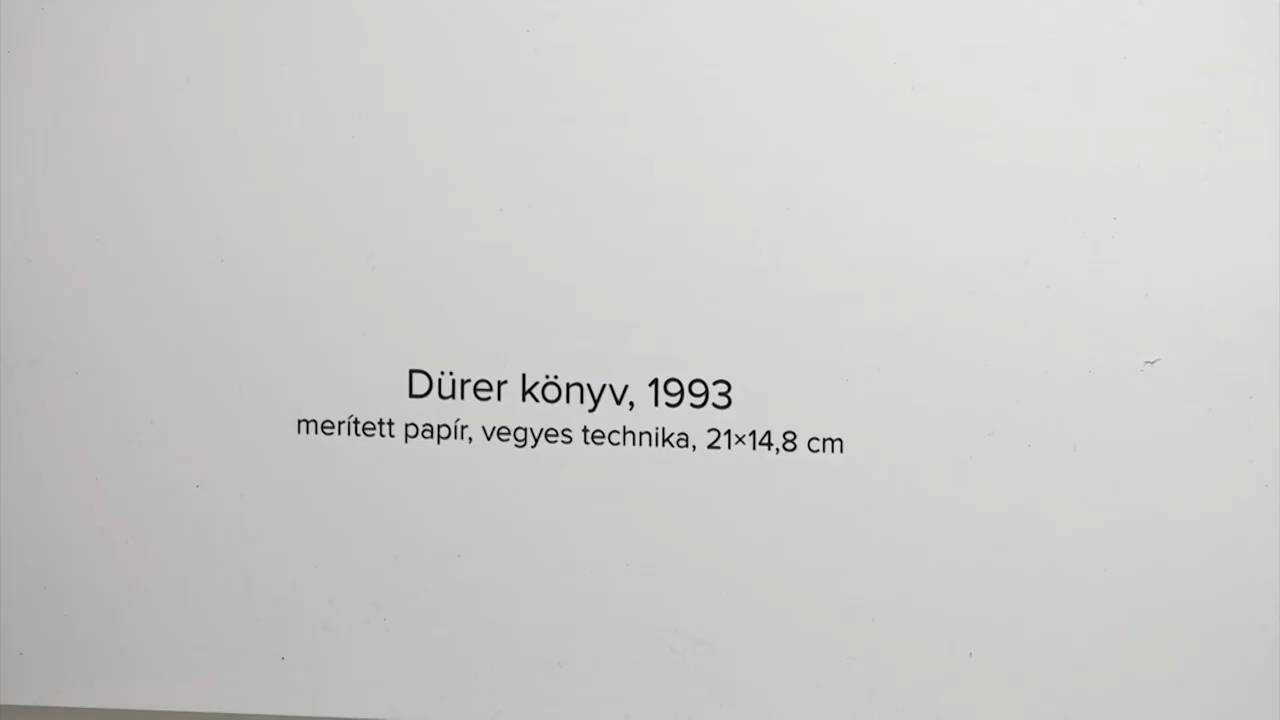 Dürer könyv, 1993
merített papír, vegyes technika, 21×14,8 cm